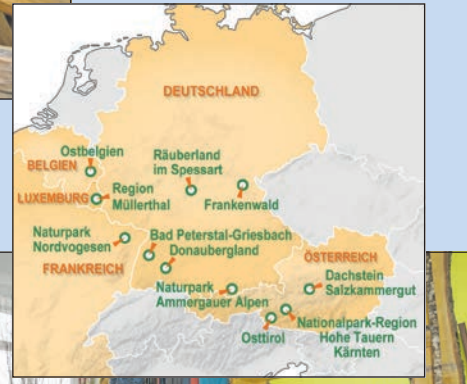 DEUTSCHLAND
Ostbelgien
BELGIEN
Räuberland
im Spessart
LUXEMBURG
Region
Müllerthal
Frankenwald
Naturpark
Nordvogesen
Bad Peterstal-Griesbach
Donaubergland
FRANKREICH
ÖSTERREICH
Dachstein
Salzkammergut
Naturpark
Ammergauer Alpen
Nationalpark-Region
Hohe Tauern
Kärnten
Osttirol